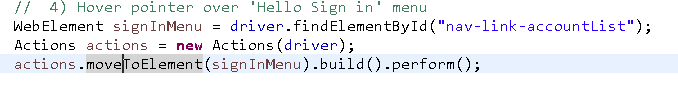 //  4) Hover pointer over 'Hello Sign in' menu
WebElement signInMenu = driver.findElementById("nav-link-accountList");
Actions actions = new Actions(driver);
actions.moveToElement(signInMenu).build().perform();